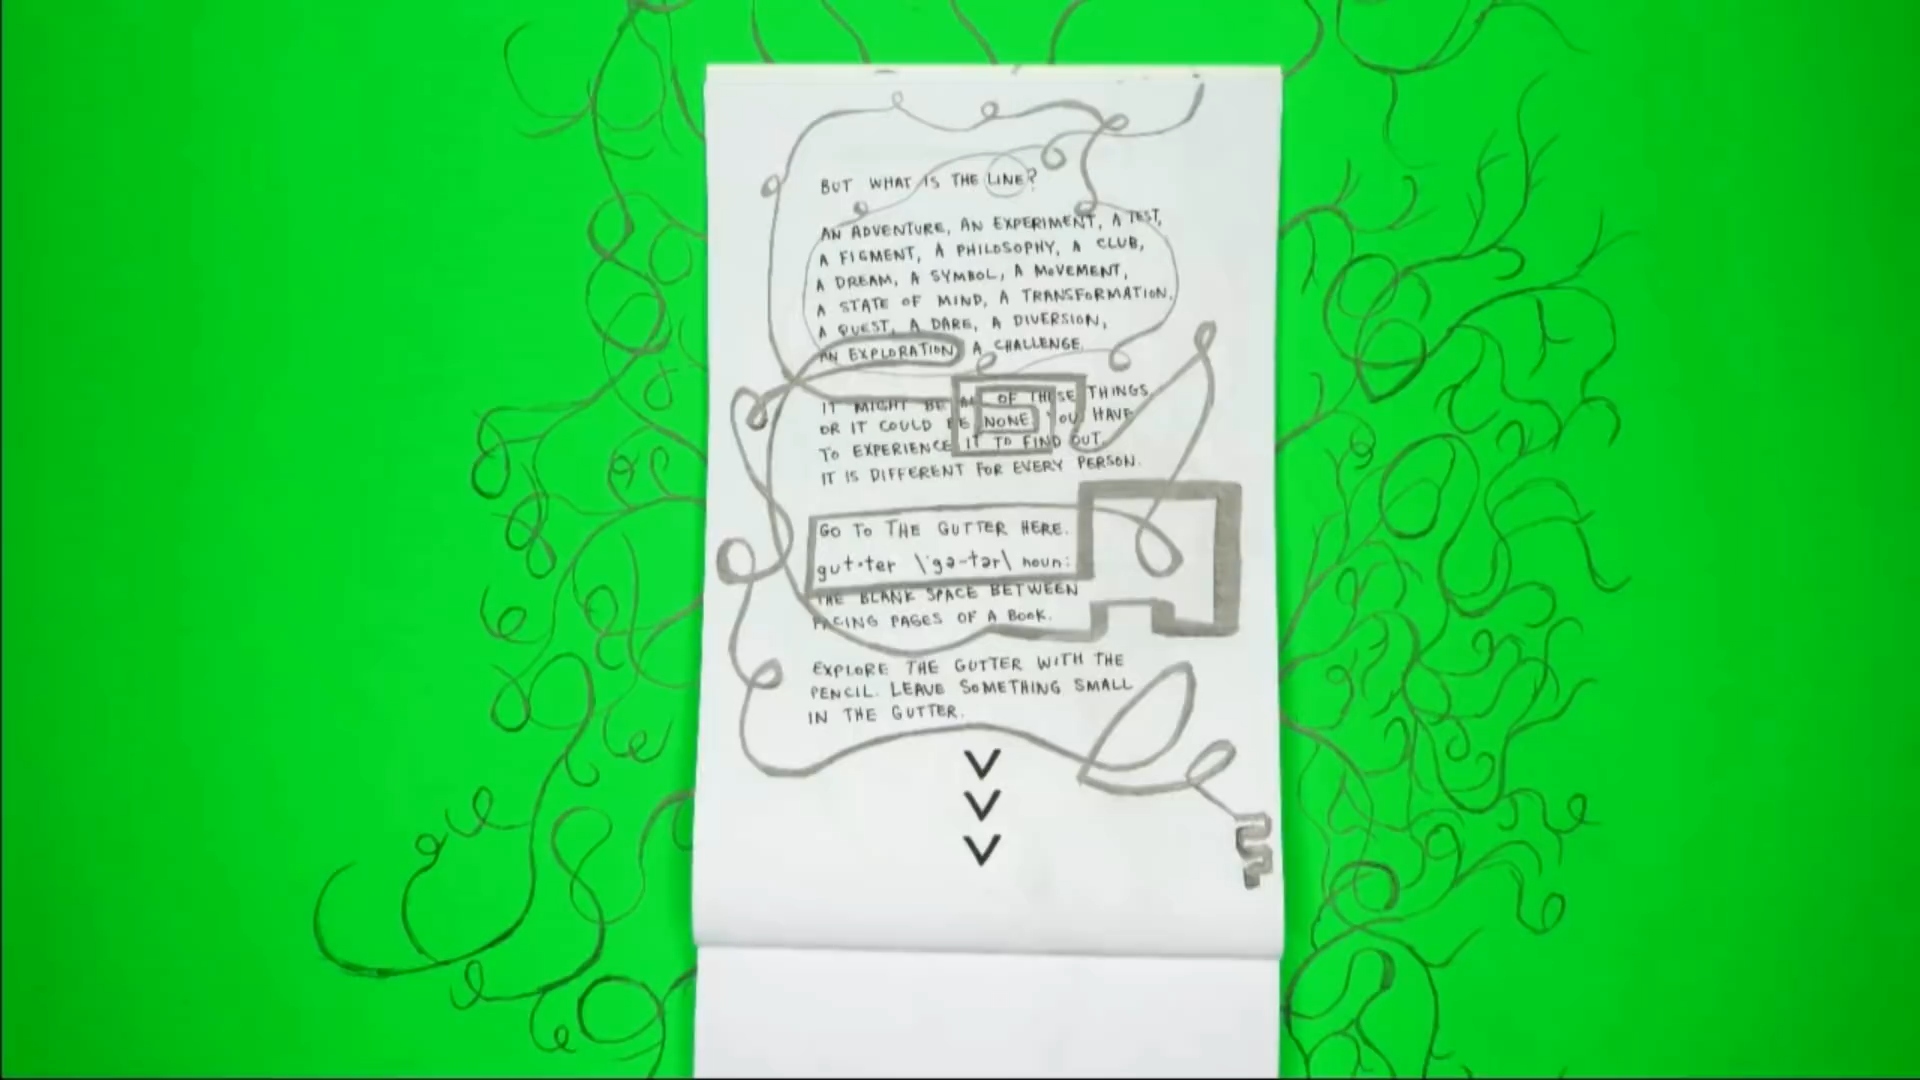 BUT WHAT IS THE LINE?
AN ADVENTURE, AN EXPERIMENT, A TEST,
A FIGMENT, A PHILOSOPHY, A CLUB,
A DREAM, A SYMBOL, A MOVEMENT,
A STATE OF MIND, A TRANSFORMATION,
A QUEST, A DARE, A DIVERSION,
AN EXPLORATION, A CHALLENGE.
IT MIGHT BE OF THESE THINGS,
OR IT COULD BE NONE. YOU HAVE
TO EXPERIENCE IT TO FIND OUT.
IT IS DIFFERENT FOR EVERY PERSON.
GO TO THE GUTTER HERE.
gut•ter \ˈgə-tər\ noun:
THE BLANK SPACE BETWEEN
FACING PAGES OF A BOOK.
EXPLORE THE GUTTER WITH THE
PENCIL. LEAVE SOMETHING SMALL
IN THE GUTTER.